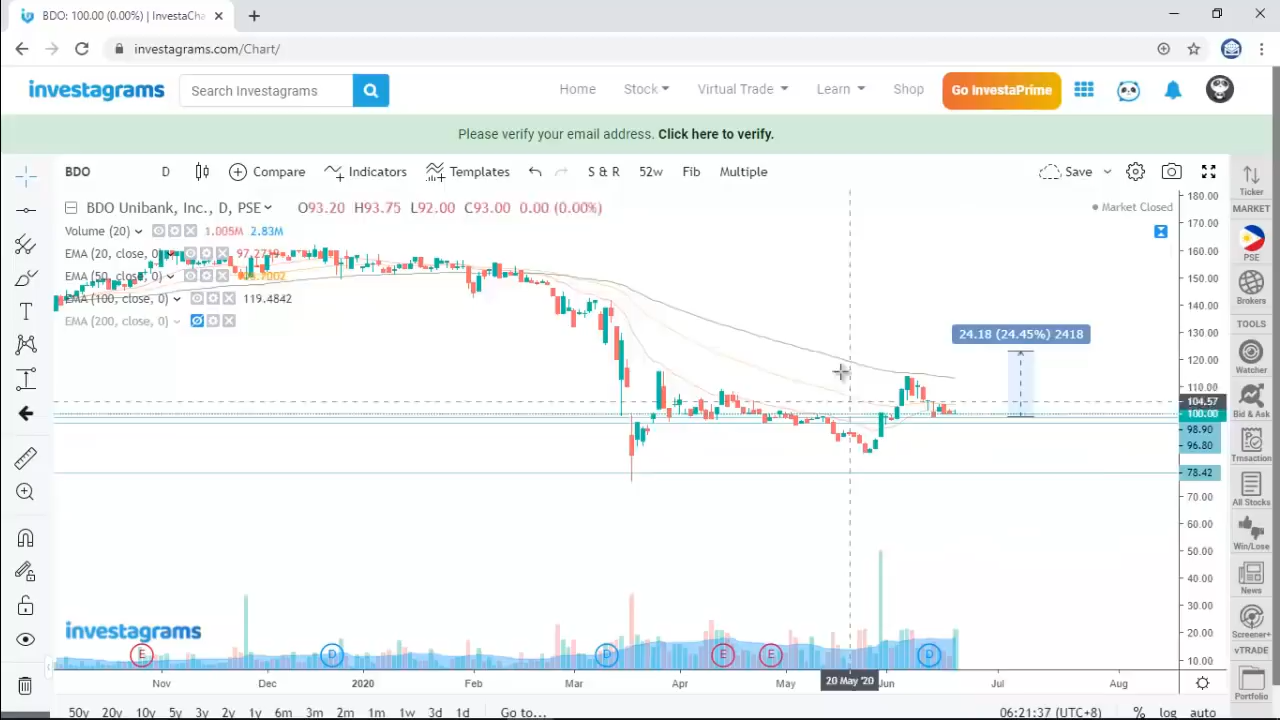 BDO: 100.00 (0.00%) | InvestaCha
investagrams.com/Chart/
investagrams
Search Investagrams
Home
Stock
Virtual Trade
Learn
Shop
Go InvestaPrime
Please verify your email address. Click here to verify.
BDO
D
Compare
Indicators
Templates
S & R
52w
Fib
Multiple
Save
BDO Unibank, Inc., D, PSE
O93.20 H93.75 L92.00 C93.00 0.00 (0.00%)
Market Closed
Volume (20)
1.005M 2.83M
EMA (20, close, 0)
97.2719
EMA (50, close, 0)
EMA (100, close, 0)
119.4842
EMA (200, close, 0)
24.18 (24.45%) 2418
180.00
170.00
160.00
150.00
140.00
130.00
120.00
110.00
104.57
100.00
98.90
96.80
78.42
70.00
60.00
50.00
40.00
30.00
20.00
10.00
investagrams
E
D
D
E
E
D
Nov
Dec
2020
Feb
Mar
Apr
May
20 May '20
Jun
Jul
Aug
50y 20y 10y 5y 3y 2y 1y 6m 3m 2m 1m 1w 3d 1d
Go to...
06:21:37 (UTC+8)
% log auto
Ticker
MARKET
PSE
Brokers
TOOLS
Watcher
Bid & Ask
Trnsaction
All Stocks
Win/Lose
News
Screener+
vTRADE
Portfolio